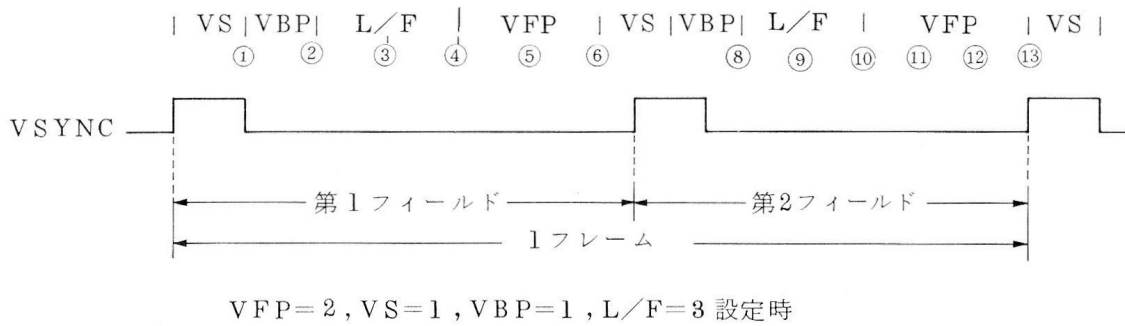 | VS |VBP| L／F | VFP | VS |VBP| L／F | VFP | VS |
① ② ③ ④ ⑤ ⑥ ⑧ ⑨ ⑩ ⑪ ⑫ ⑬
VSYNC
第1フィールド 第2フィールド
1フレーム
VFP=2,VS=1,VBP=1,L／F=3設定時